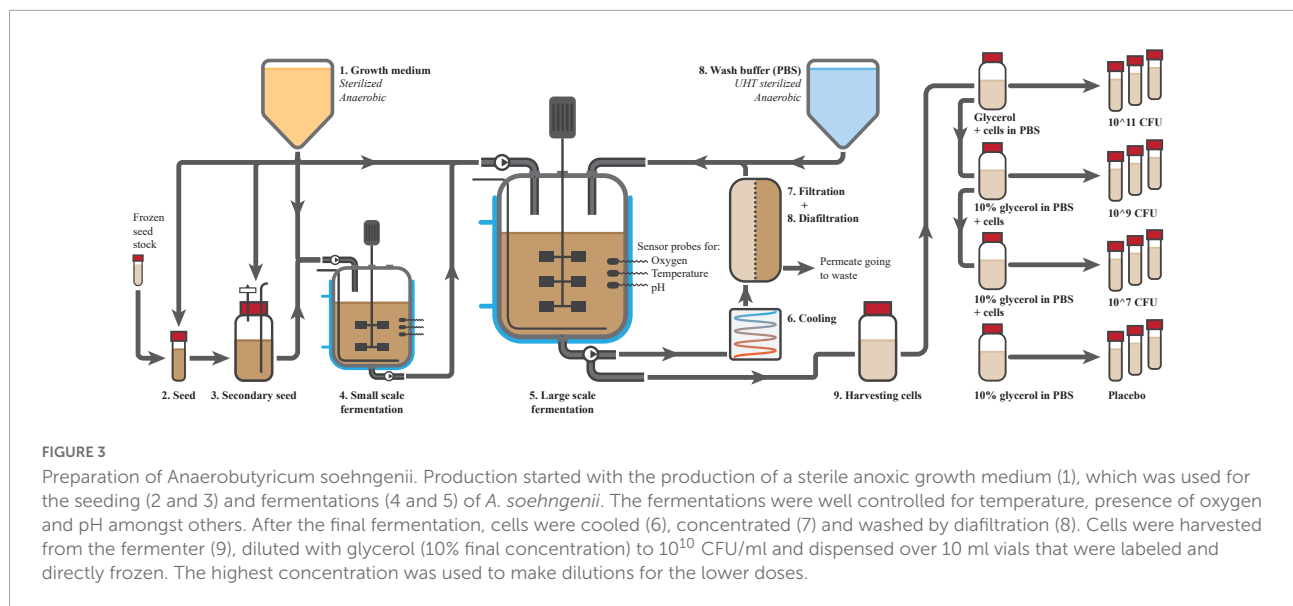 1. Growth medium
Sterilized
Anaerobic
8. Wash buffer (PBS)
UHT sterilized
Anaerobic
Glycerol
+ cells in PBS
10^11 CFU
Frozen
seed
stock
7. Filtration
+
8. Diafiltration
Sensor probes for:
Oxygen
Temperature
pH
Permeate going
to waste
10% glycerol in PBS
+ cells
10^9 CFU
6. Cooling
10% glycerol in PBS
+ cells
10^7 CFU
2. Seed
3. Secondary seed
4. Small scale
fermentation
5. Large scale
fermentation
9. Harvesting cells
10% glycerol in PBS
Placebo
FIGURE 3
Preparation of Anaerobutyricum soehngenii. Production started with the production of a sterile anoxic growth medium (1), which was used for
the seeding (2 and 3) and fermentations (4 and 5) of A. soehngenii. The fermentations were well controlled for temperature, presence of oxygen
and pH amongst others. After the final fermentation, cells were cooled (6), concentrated (7) and washed by diafiltration (8). Cells were harvested
from the fermenter (9), diluted with glycerol (10% final concentration) to 10¹⁰ CFU/ml and dispensed over 10 ml vials that were labeled and
directly frozen. The highest concentration was used to make dilutions for the lower doses.